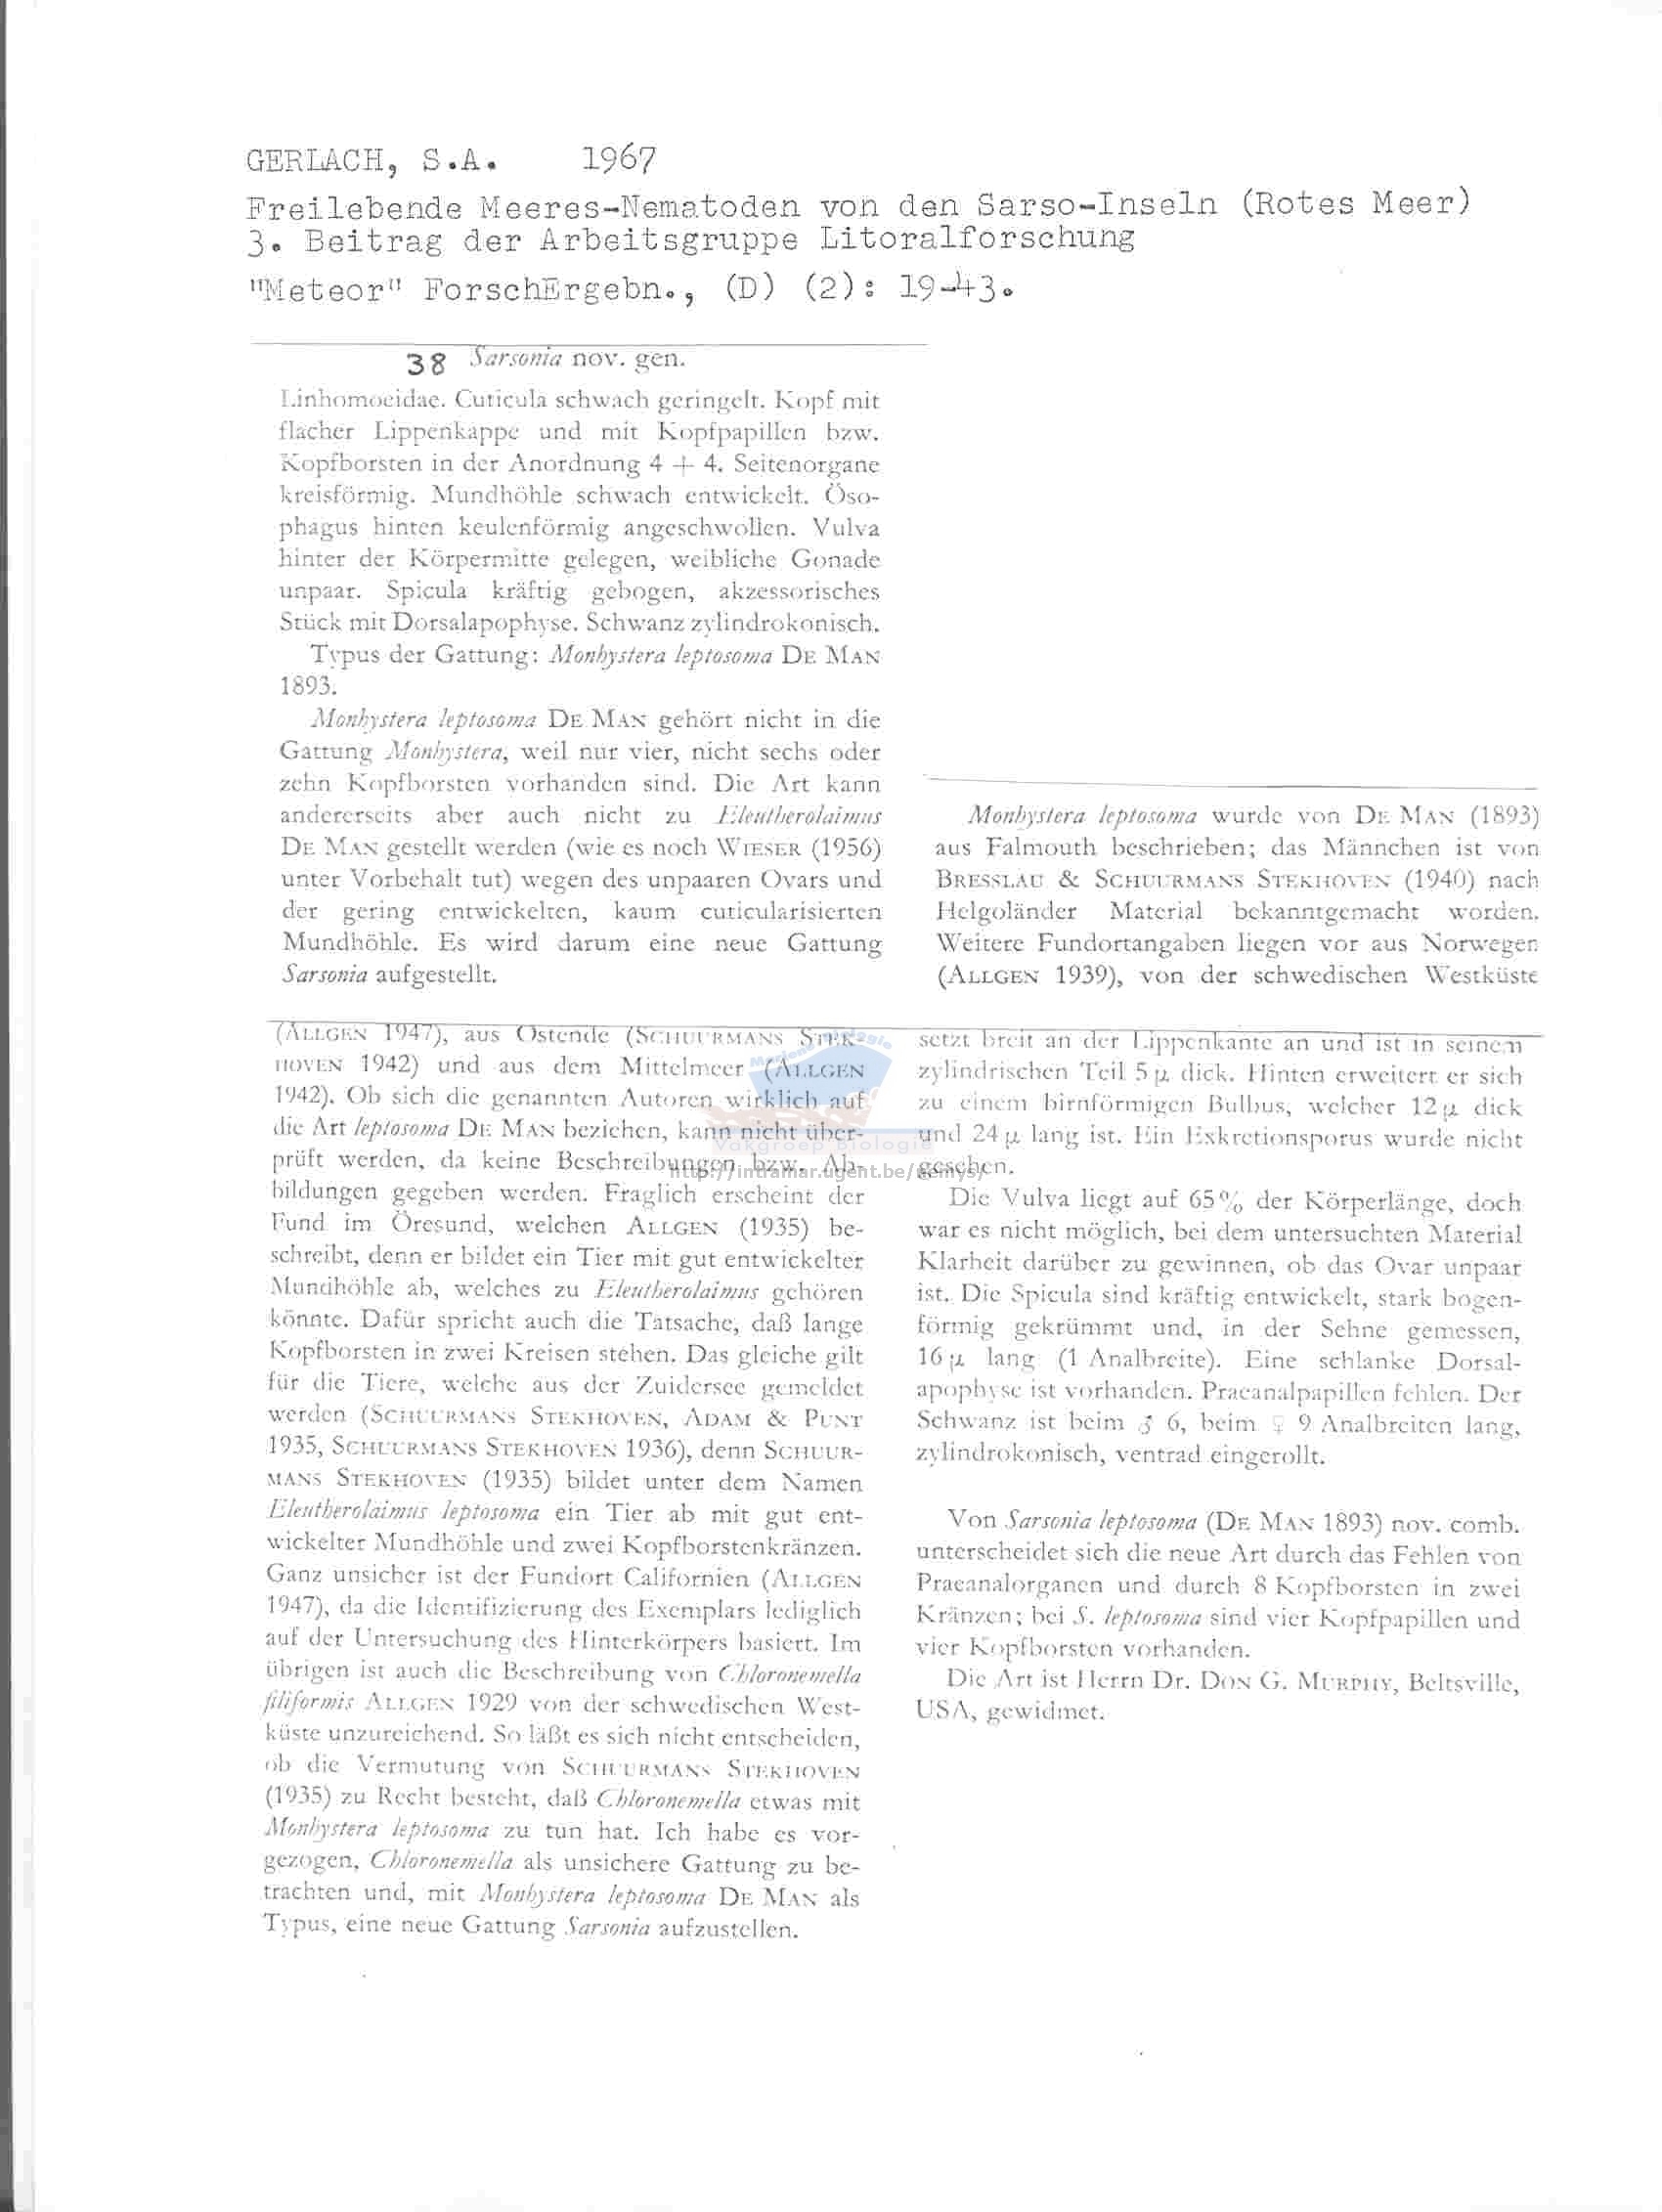 GERLACH, S.A. 1967
Freilebende Meeres-Nematoden von den Sarso-Inseln (Rotes Meer)
3. Beitrag der Arbeitsgruppe Litoralforschung
"Meteor" ForschErgebn., (D) (2): 19-43.
38 Sarsonia nov. gen.
Linhomoeidae. Cuticula schwach geringelt. Kopf mit
flacher Lippenkappe und mit Kopfpapillen bzw.
Kopfborsten in der Anordnung 4 + 4. Seitenorgane
kreisförmig. Mundhöhle schwach entwickelt. Öso-
phagus hinten keulenförmig angeschwollen. Vulva
hinter der Körpermitte gelegen, weibliche Gonade
unpaar. Spicula kräftig gebogen, akzessorisches
Stück mit Dorsalapophyse. Schwanz zylindrokonisch.
Typus der Gattung: Monhystera leptosoma DE MAN
1893.
Monhystera leptosoma DE MAN gehört nicht in die
Gattung Monhystera, weil nur vier, nicht sechs oder
zehn Kopfborsten vorhanden sind. Die Art kann
andererseits aber auch nicht zu Eleutherolaimus
DE MAN gestellt werden (wie es noch WIESER (1956)
unter Vorbehalt tut) wegen des unpaaren Ovars und
der gering entwickelten, kaum cuticularisierten
Mundhöhle. Es wird darum eine neue Gattung
Sarsonia aufgestellt.
Monhystera leptosoma wurde von DE MAN (1893)
aus Falmouth beschrieben; das Männchen ist von
BRESSLAU & SCHUURMANS STEKHOVEN (1940) nach
Helgoländer Material bekanntgemacht worden.
Weitere Fundortangaben liegen vor aus Norwegen
(ALLGEN 1939), von der schwedischen Westküste
(ALLGEN 1947), aus Ostende (SCHUURMANS STEK-
HOVEN 1942) und aus dem Mittelmeer (ALLGEN
1942). Ob sich die genannten Autoren wirklich auf
die Art leptosoma DE MAN beziehen, kann nicht über-
prüft werden, da keine Beschreibungen bzw. Ab-
bildungen gegeben werden. Fraglich erscheint der
Fund im Öresund, welchen ALLGEN (1935) be-
schreibt, denn er bildet ein Tier mit gut entwickelter
Mundhöhle ab, welches zu Eleutherolaimus gehören
könnte. Dafür spricht auch die Tatsache, daß lange
Kopfborsten in zwei Kreisen stehen. Das gleiche gilt
für die Tiere, welche aus der Zuidersee gemeldet
werden (SCHUURMANS STEKHOVEN, ADAM & PUNT
1935, SCHUURMANS STEKHOVEN 1936), denn SCHUUR-
MANS STEKHOVEN (1935) bildet unter dem Namen
Eleutherolaimus leptosoma ein Tier ab mit gut ent-
wickelter Mundhöhle und zwei Kopfborstenkränzen.
Ganz unsicher ist der Fundort Californien (ALLGEN
1947), da die Identifizierung des Exemplars lediglich
auf der Untersuchung des Hinterkörpers basiert. Im
übrigen ist auch die Beschreibung von Chloronemella
filiformis ALLGEN 1929 von der schwedischen West-
küste unzureichend. So läßt es sich nicht entscheiden,
ob die Vermutung von SCHUURMANS STEKHOVEN
(1935) zu Recht besteht, daß Chloronemella etwas mit
Monhystera leptosoma zu tun hat. Ich habe es vor-
gezogen, Chloronemella als unsichere Gattung zu be-
trachten und, mit Monhystera leptosoma DE MAN als
Typus, eine neue Gattung Sarsonia aufzustellen.
setzt breit an der Lippenkante an und ist in seinem
zylindrischen Teil 5 µ dick. Hinten erweitert er sich
zu einem birnförmigen Bulbus, welcher 12 µ dick
und 24 µ lang ist. Ein Exkretionsporus wurde nicht
gesehen.
Die Vulva liegt auf 65% der Körperlänge, doch
war es nicht möglich, bei dem untersuchten Material
Klarheit darüber zu gewinnen, ob das Ovar unpaar
ist. Die Spicula sind kräftig entwickelt, stark bogen-
förmig gekrümmt und, in der Sehne gemessen,
16 µ lang (1 Analbreite). Eine schlanke Dorsal-
apophyse ist vorhanden. Praeanalpapillen fehlen. Der
Schwanz ist beim ♂ 6, beim ♀ 9 Analbreiten lang,
zylindrokonisch, ventrad eingerollt.
Von Sarsonia leptosoma (DE MAN 1893) nov. comb.
unterscheidet sich die neue Art durch das Fehlen von
Praeanalorganen und durch 8 Kopfborsten in zwei
Kränzen; bei S. leptosoma sind vier Kopfpapillen und
vier Kopfborsten vorhanden.
Die Art ist Herrn Dr. DON G. MURPHY, Beltsville,
USA, gewidmet.
Mariene Biologie
Vakgroep Biologie
http://intramar.ugent.be/nemys/